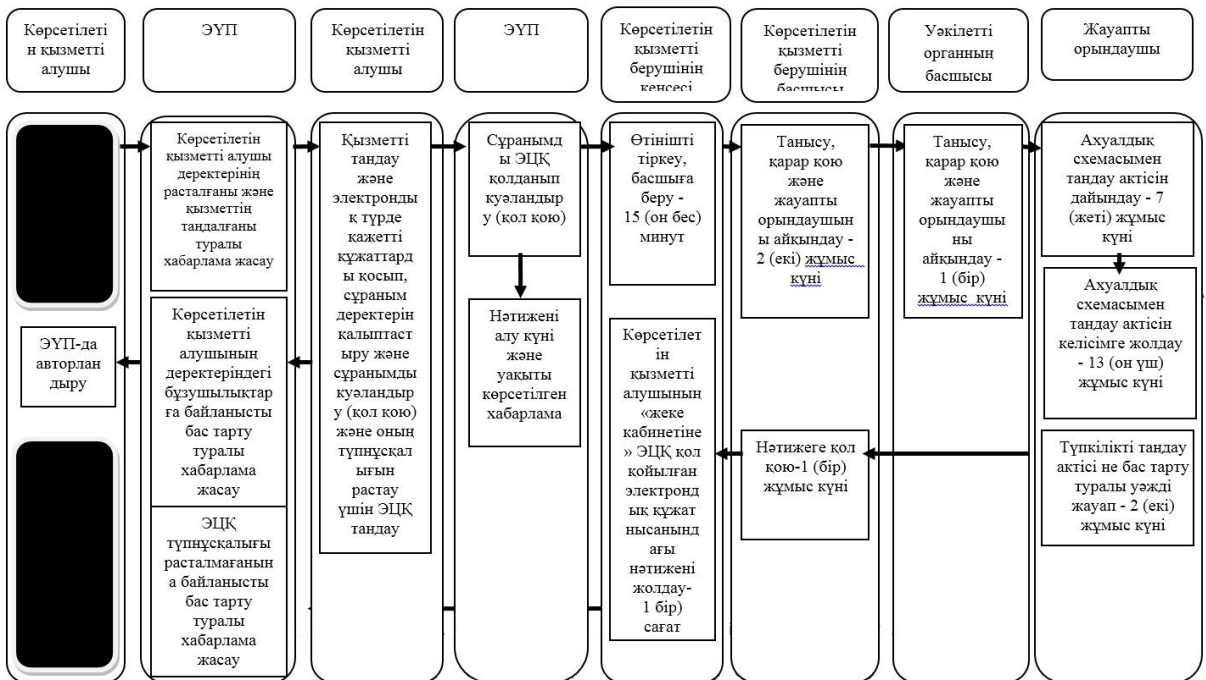 Көрсетілеті
н қызметті
алушы
ЭҮП
Көрсетілетін
қызметті
алушы
ЭҮП
Көрсетілетін
қызметті
берушінің
кеңсесі
Көрсетілетін
қызметті
берушінің
басшысы
Уәкілетті
органның
басшысы
Жауапты
орындаушы
ЭҮП-да
авторлан
дыру
Көрсетілетін
қызметті алушы
деректерінің
расталғаны және
қызметтің
таңдалғаны
туралы
хабарлама жасау
Көрсетілетін
қызметті
алушының
деректеріндегі
бұзушылықтар
ға байланысты
бас тарту
туралы
хабарлама
жасау
ЭЦҚ
түпнұсқалығы
расталмағанын
а байланысты
бас тарту
туралы
хабарлама
жасау
Қызметті
таңдау
және
электронды
қ түрде
қажетті
құжаттард
ы қосып,
сұраным
деректерін
қалыптаст
ыру және
сұранымды
куәландыр
у (қол қою)
және оның
түпнұсқал
ығын
растау
үшін ЭЦҚ
таңдау
Сұранымд
ы ЭЦҚ
қолданып
куәландыр
у (қол қою)
Нәтижені
алу күні
және
уақыты
көрсетілген
хабарлама
Өтінішті
тіркеу,
басшыға
беру -
15 (он бес)
минут
Көрсетілет
ін
қызметті
алушының
«жеке
кабинетіне
» ЭЦҚ қол
қойылған
электронд
ық құжат
нысанынд
ағы
нәтижені
жолдау-
1 бір)
сағат
Танысу,
қарар қою
және
жауапты
орындаушын
ы айқындау -
2 (екі) жұмыс
күні
Нәтижеге қол
қою-1 (бір)
жұмыс күні
Танысу,
қарар қою
және
жауапты
орындаушы
ны
айқындау -
1 (бір)
жұмыс күні
Ахуалдық
схемасымен
таңдау актісін
дайындау - 7
(жеті) жұмыс
күні
Ахуалдық
схемасымен
таңдау актісін
келісімге жолдау
- 13 (он үш)
жұмыс күні
Түпкілікті таңдау
актісі не бас тарту
туралы уәжді
жауап - 2 (екі)
жұмыс күні